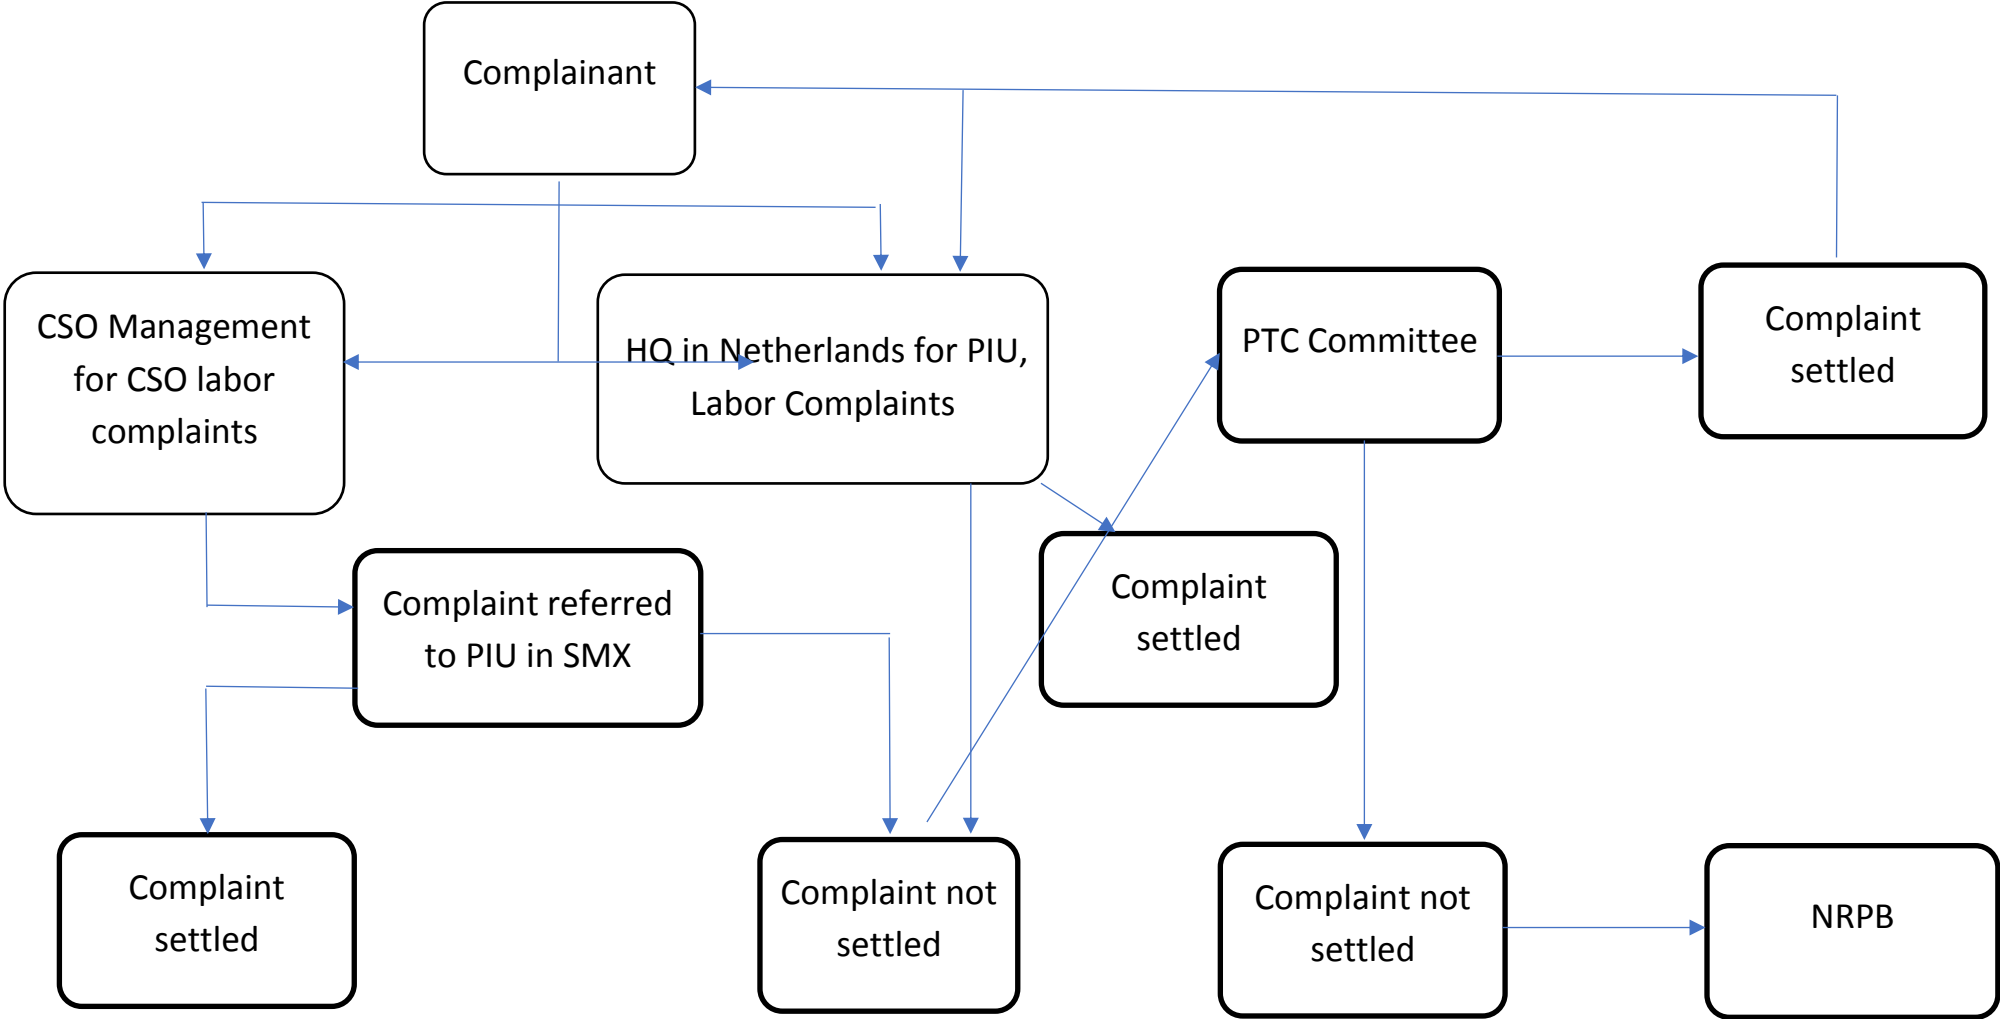 Complainant
CSO Management
for CSO labor
complaints
HQ in Netherlands for PIU,
Labor Complaints
PTC Committee
Complaint
settled
Complaint referred
to PIU in SMX
Complaint
settled
Complaint
settled
Complaint not
settled
Complaint not
settled
NRPB